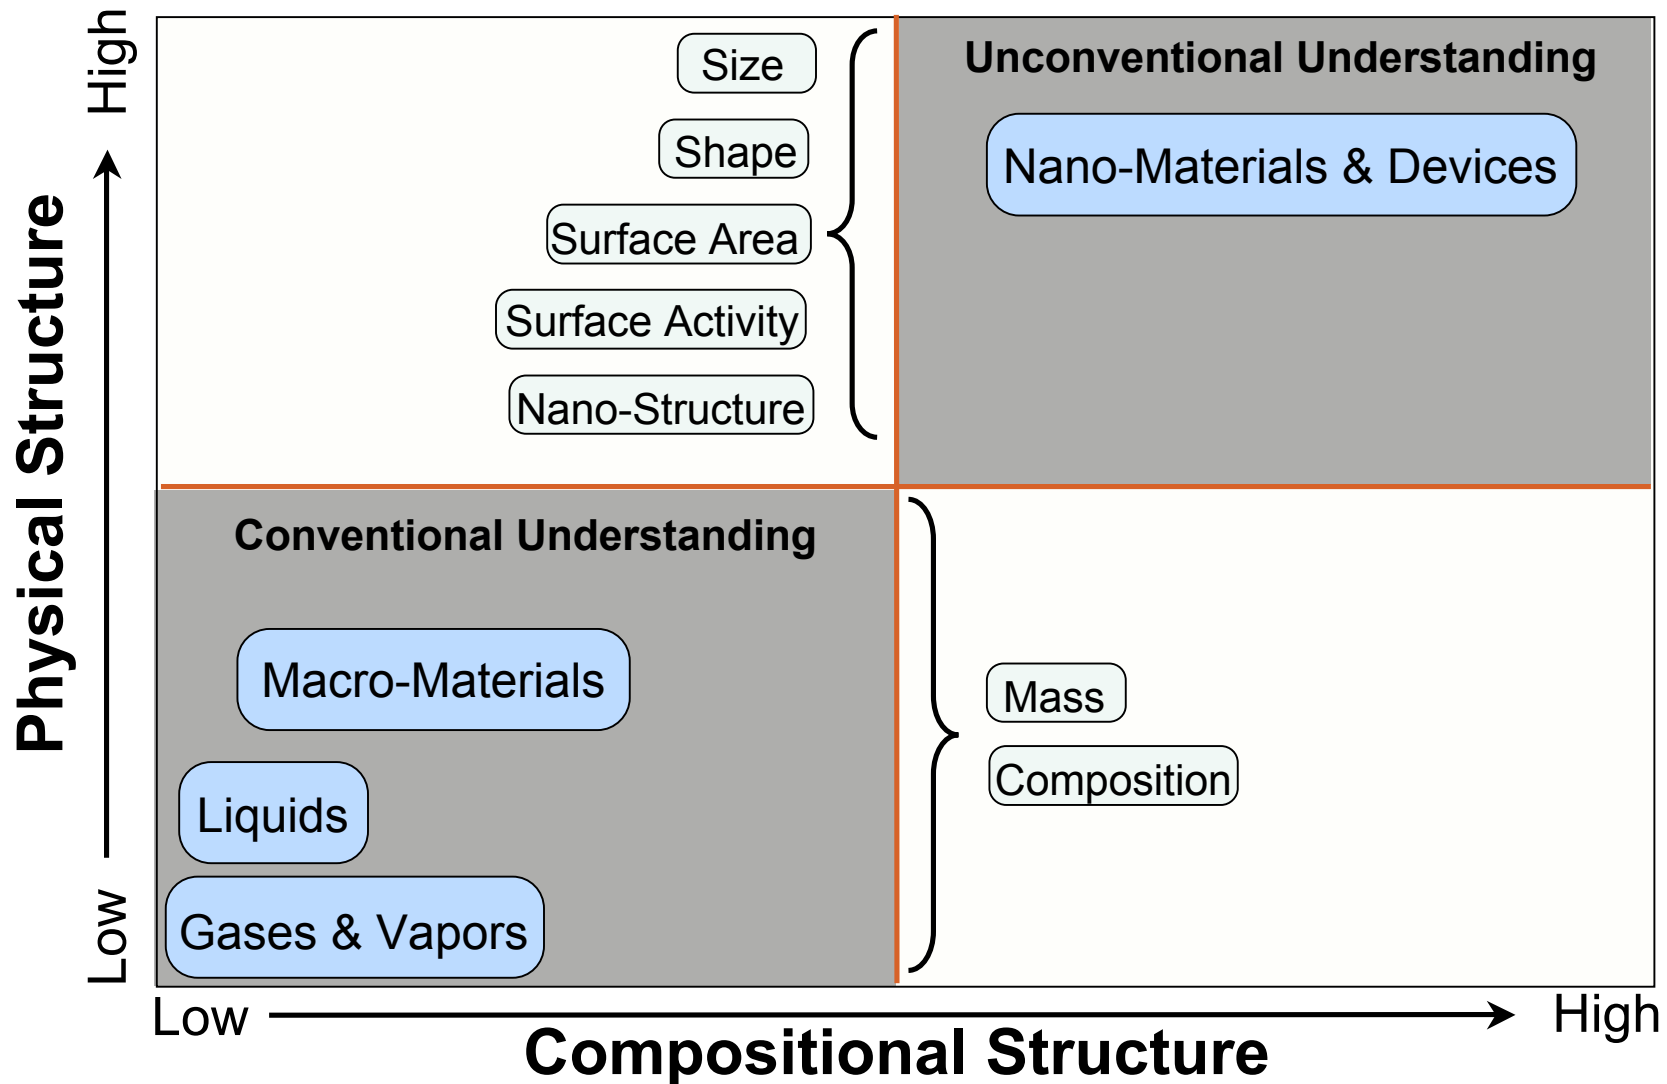 High
Size
Unconventional Understanding
Shape
Nano-Materials & Devices
Surface Area
Surface Activity
Nano-Structure
Physical Structure
Conventional Understanding
Macro-Materials
Mass
Composition
Liquids
Gases & Vapors
Low
Low
High
Compositional Structure